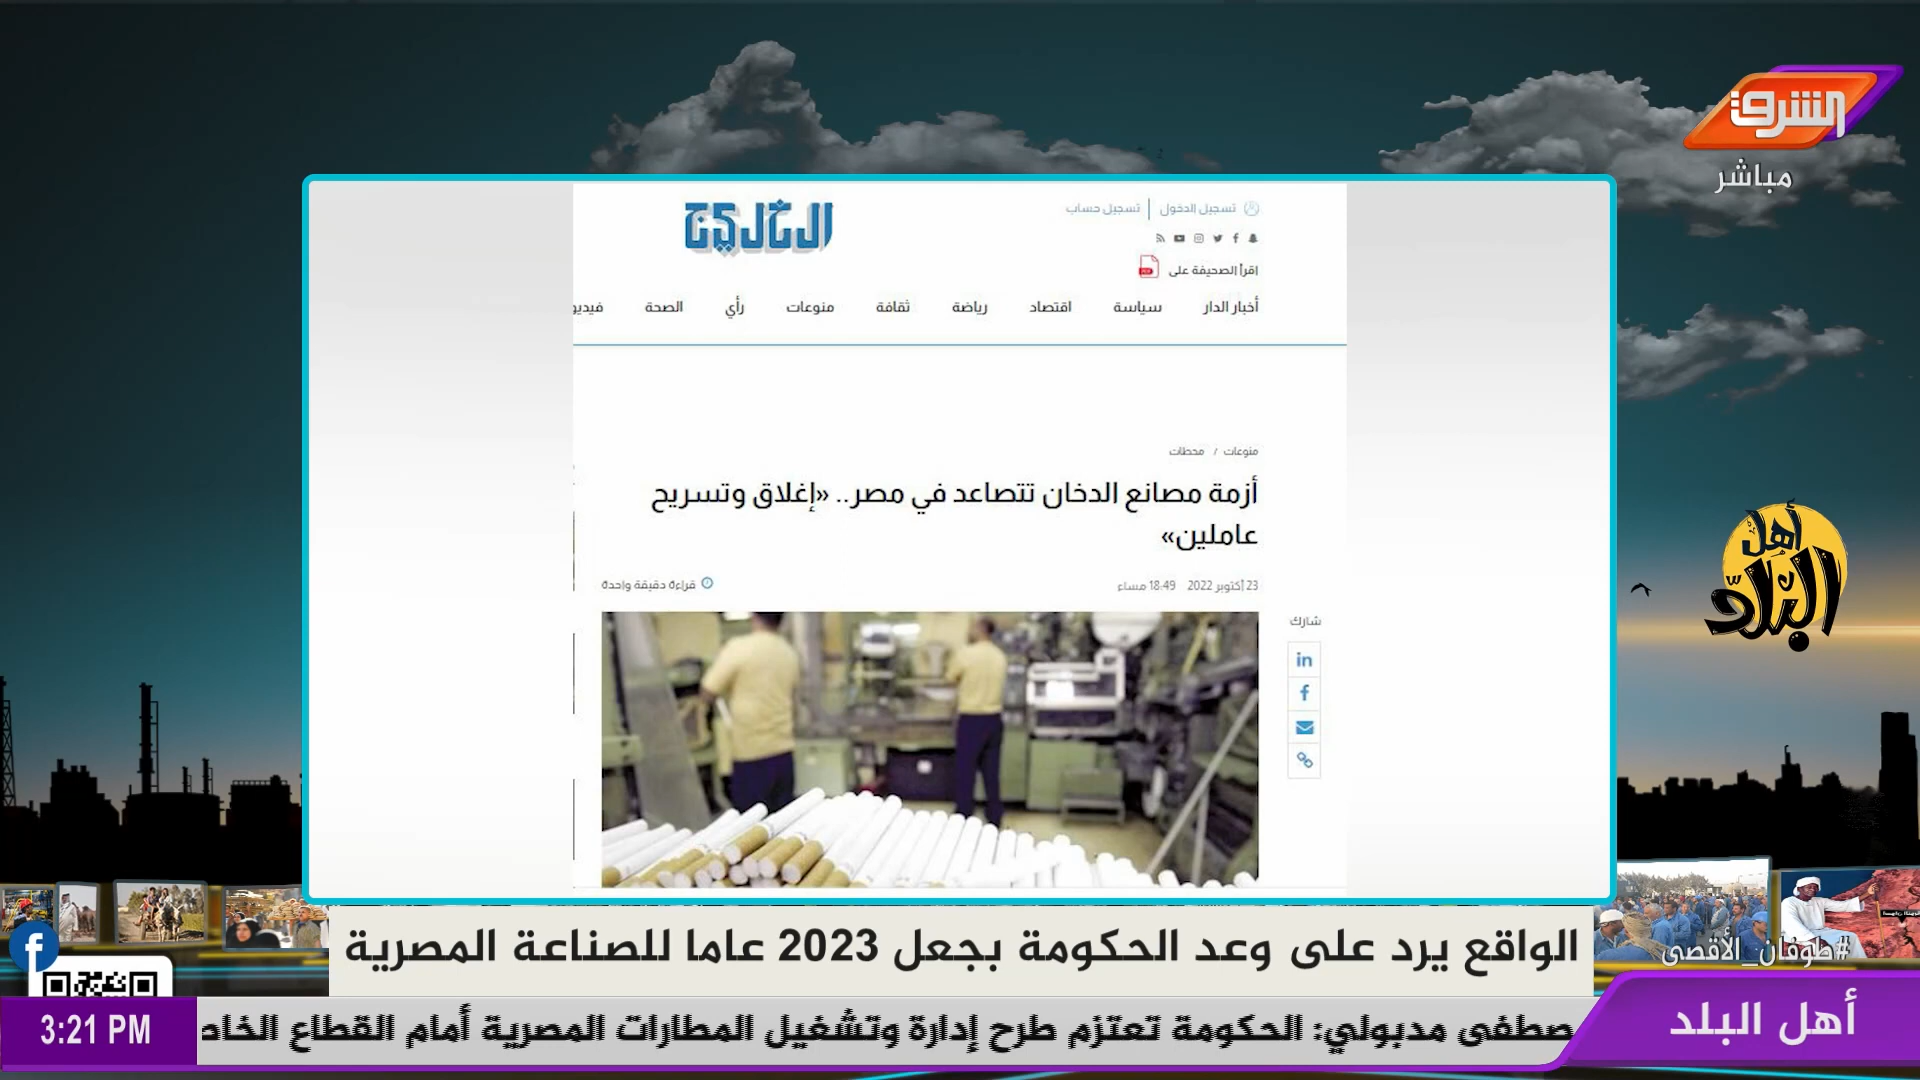 الشرق
مباشر
الخليج
تسجيل الدخول
تسجيل حساب
اقرأ الصحيفة على
PDF
أخبار الدار
سياسة
اقتصاد
رياضة
ثقافة
منوعات
رأي
الصحة
فيديو
منوعات / محطات
أزمة مصانع الدخان تتصاعد في مصر.. «إغلاق وتسريح
عاملين»
23 أكتوبر 2022 18:49 مساء
قراءة دقيقة واحدة
شارك
أهل
البلد
#طوفان_الأقصى
الواقع يرد على وعد الحكومة بجعل 2023 عاما للصناعة المصرية
أهل البلد
صطفى مدبولي: الحكومة تعتزم طرح إدارة وتشغيل المطارات المصرية أمام القطاع الخاص
3:21 PM